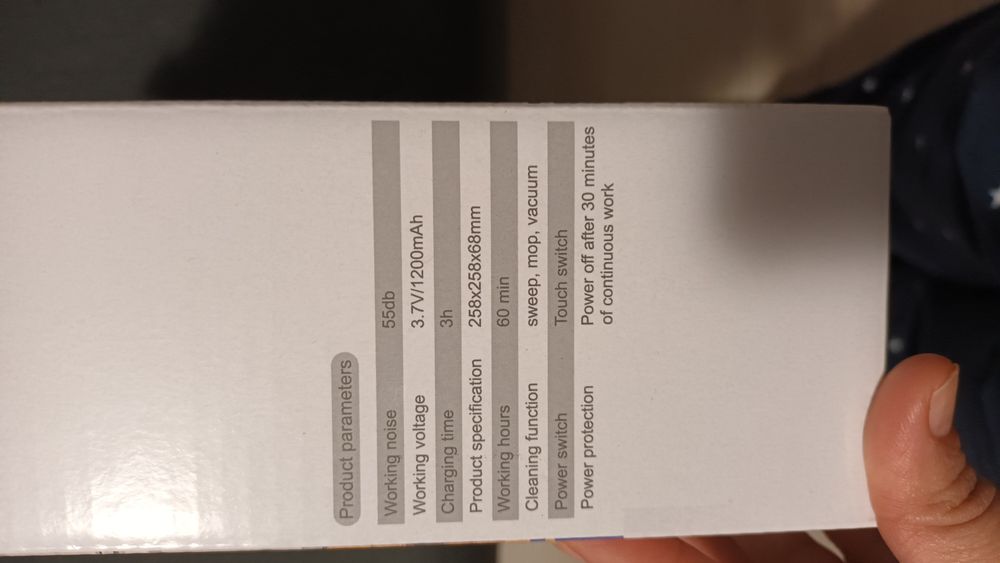 Product parameters
Working noise 55db
Working voltage 3.7V/1200mAh
Charging time 3h
Product specification 258x258x68mm
Working hours 60 min
Cleaning function sweep, mop, vacuum
Power switch Touch switch
Power protection Power off after 30 minutes
of continuous work